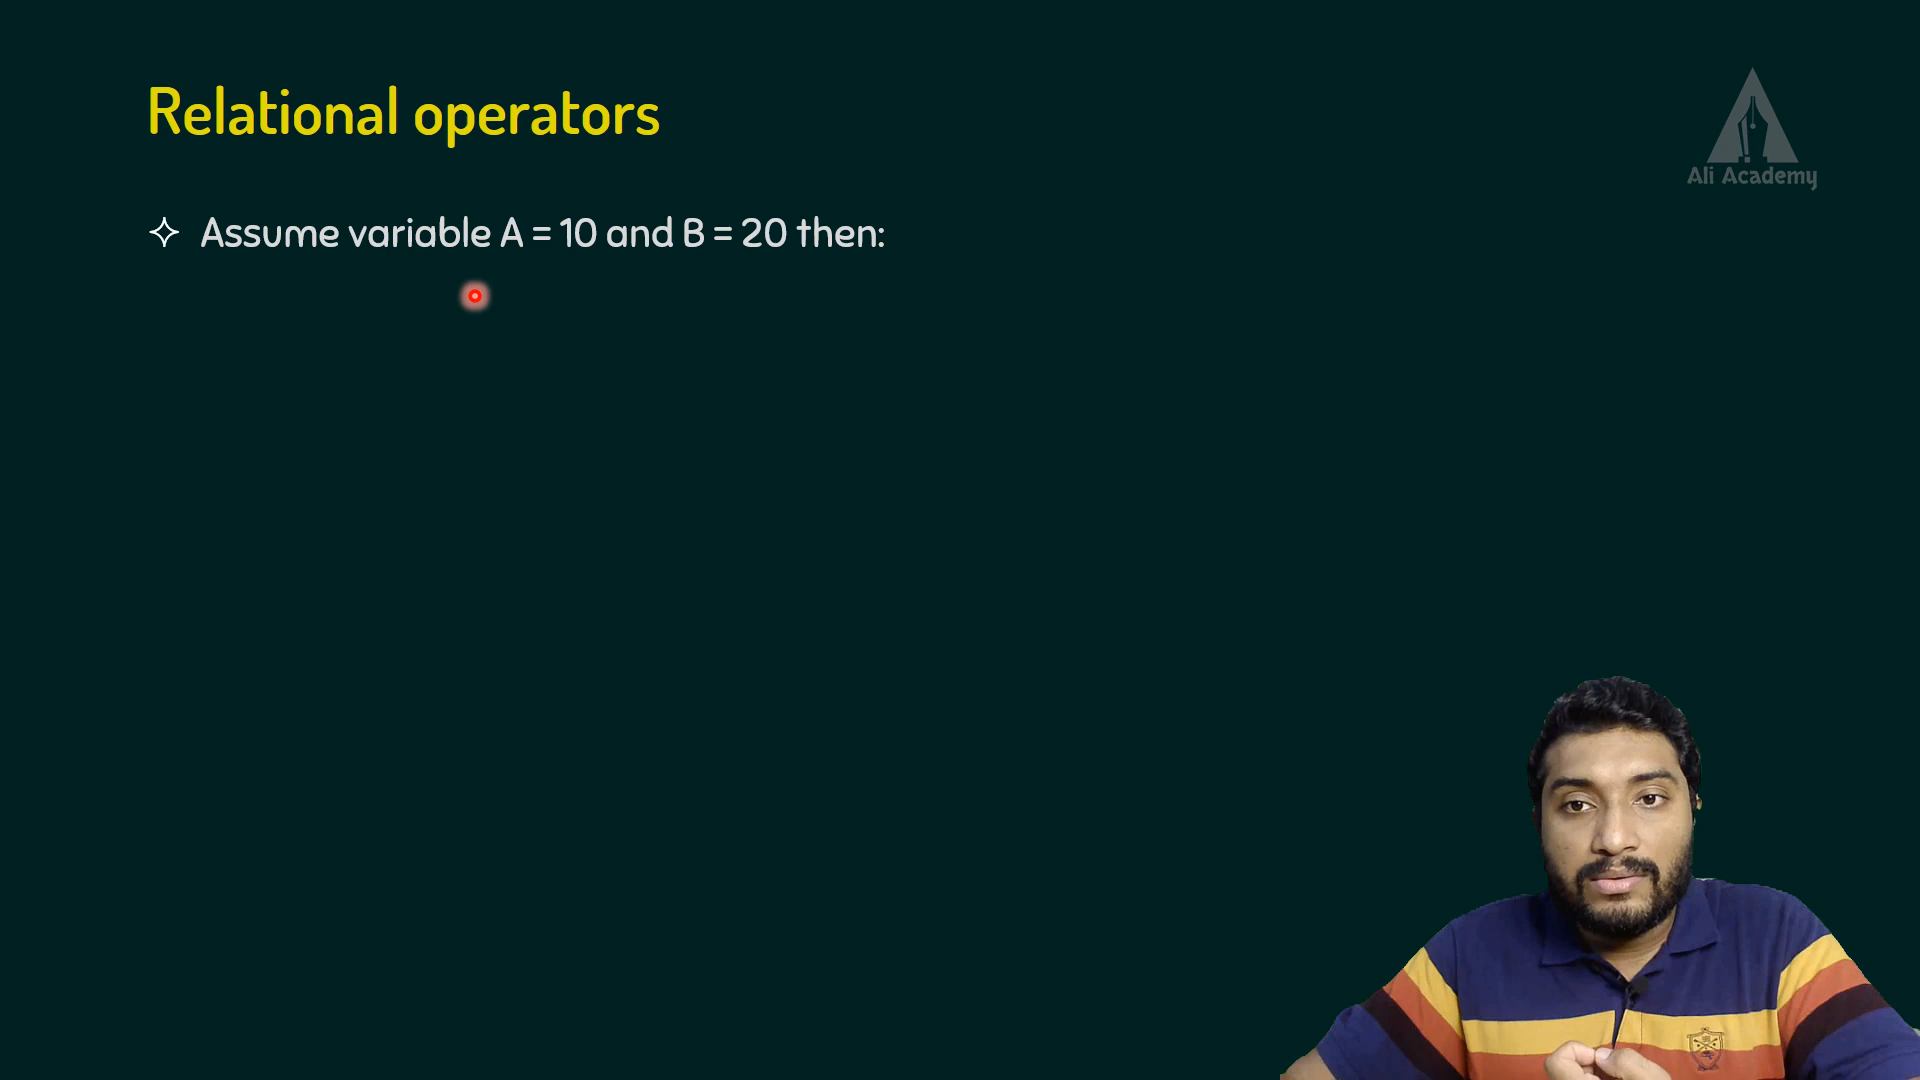 Relational operators
Ali Academy
Assume variable A = 10 and B = 20 then: